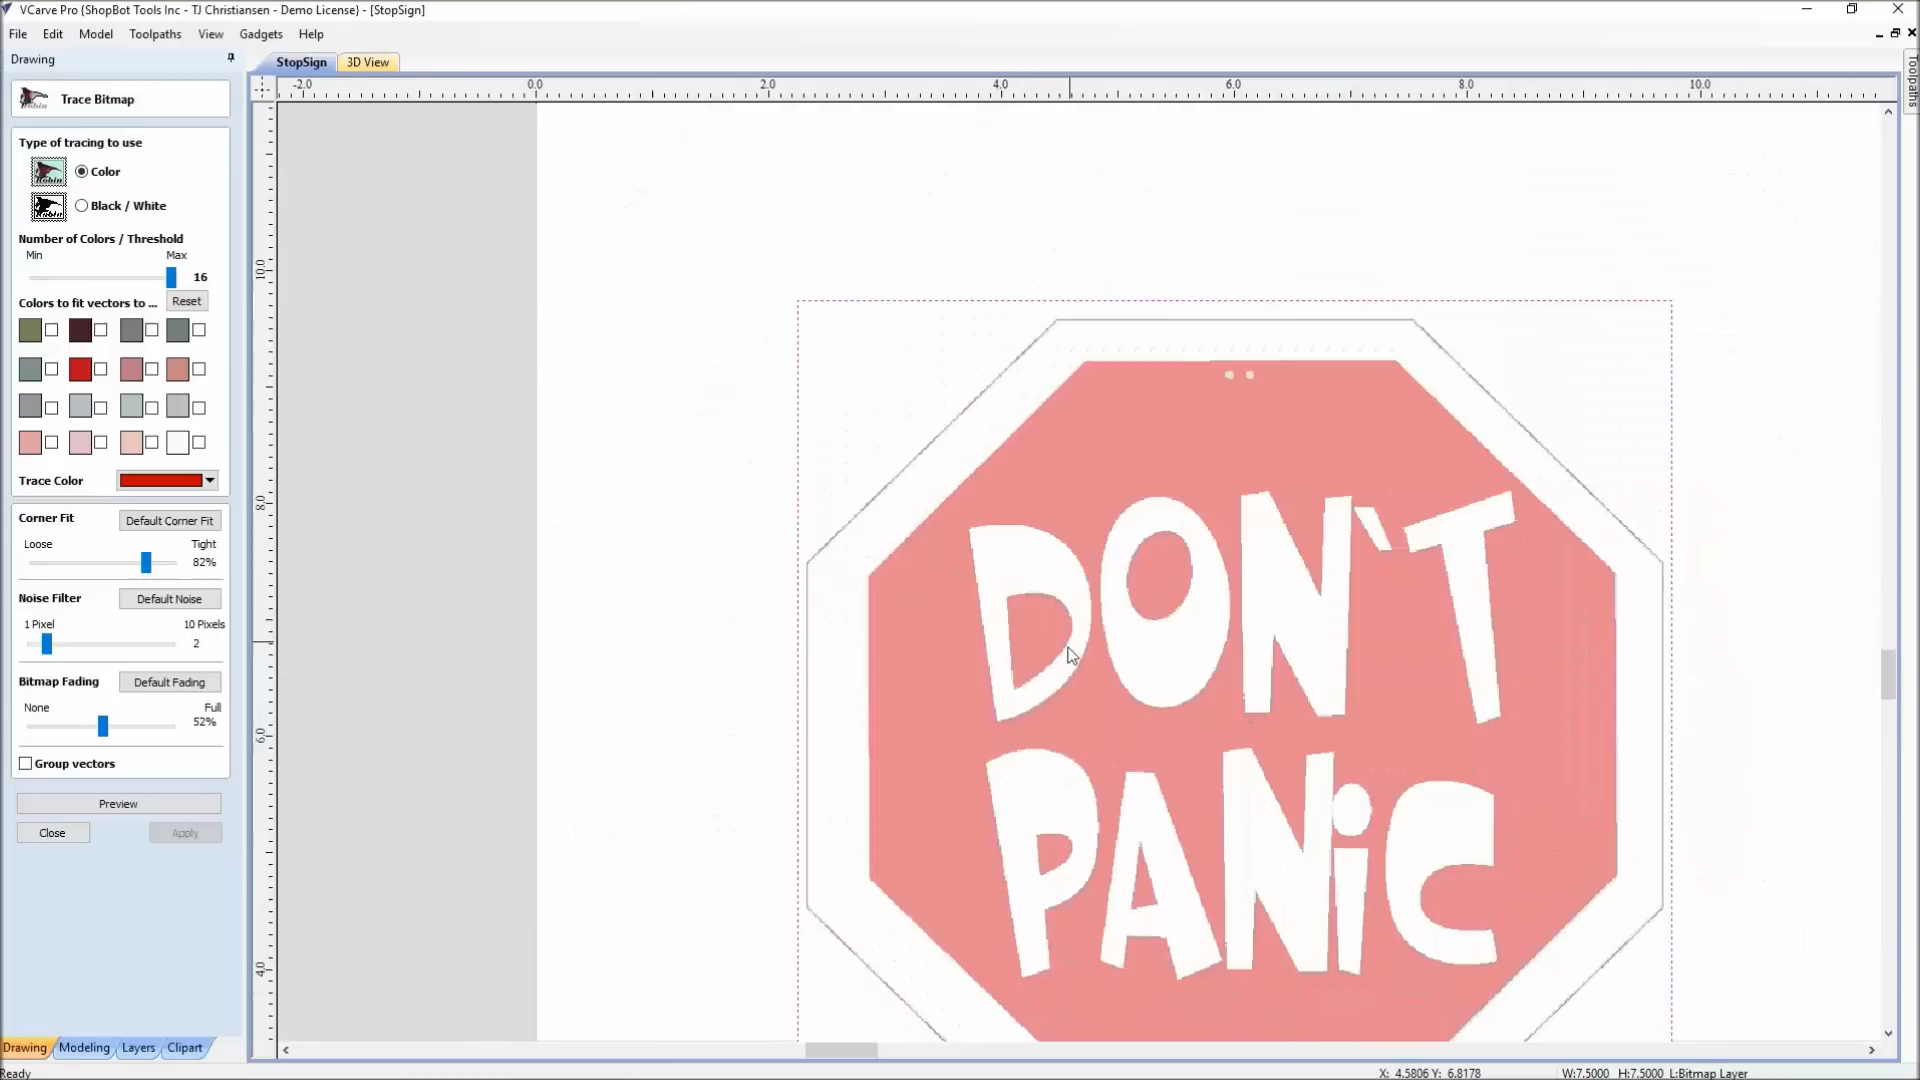 VCarve Pro {ShopBot Tools Inc - TJ Christiansen - Demo License} - [StopSign]
File Edit Model Toolpaths View Gadgets Help
Drawing
StopSign 3D View
Toolpaths
-2.0 0.0 2.0 4.0 6.0 8.0 10.0
Trace Bitmap
Type of tracing to use
Color
Black / White
Number of Colors / Threshold
Min Max
16
Colors to fit vectors to ... Reset
Trace Color
Corner Fit Default Corner Fit
Loose Tight
82%
Noise Filter Default Noise
1 Pixel 10 Pixels
2
Bitmap Fading Default Fading
None Full
52%
Group vectors
Preview
Close Apply
10.0
8.0
6.0
4.0
DON`T
PANiC
Drawing Modeling Layers Clipart
Ready
X: 4.5806 Y: 6.8178 W:7.5000 H:7.5000 L:Bitmap Layer